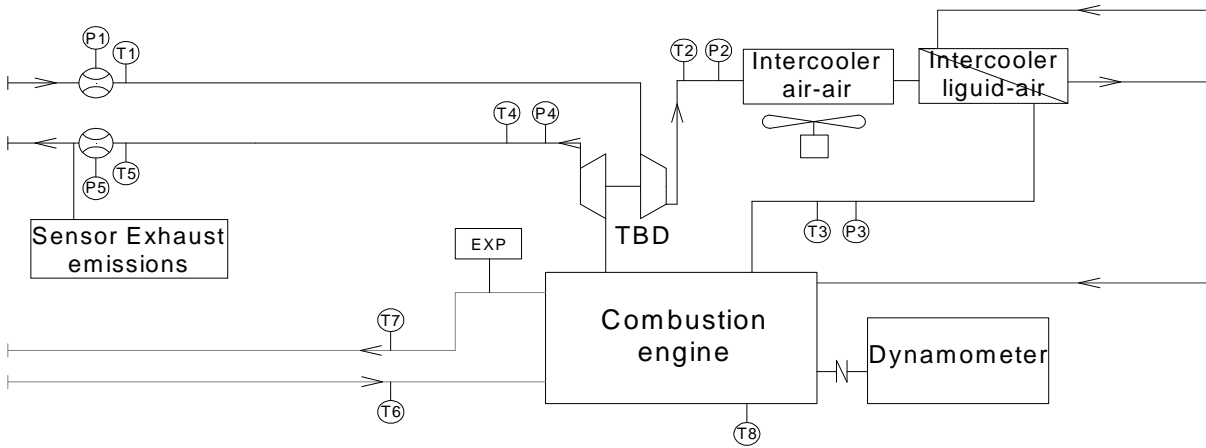 P1
T1
T2
P2
Intercooler
air-air
Intercooler
liguid-air
T4
P4
P5
T5
Sensor Exhaust
emissions
TBD
T3
P3
EXP
Combustion
engine
T7
Dynamometer
T6
T8